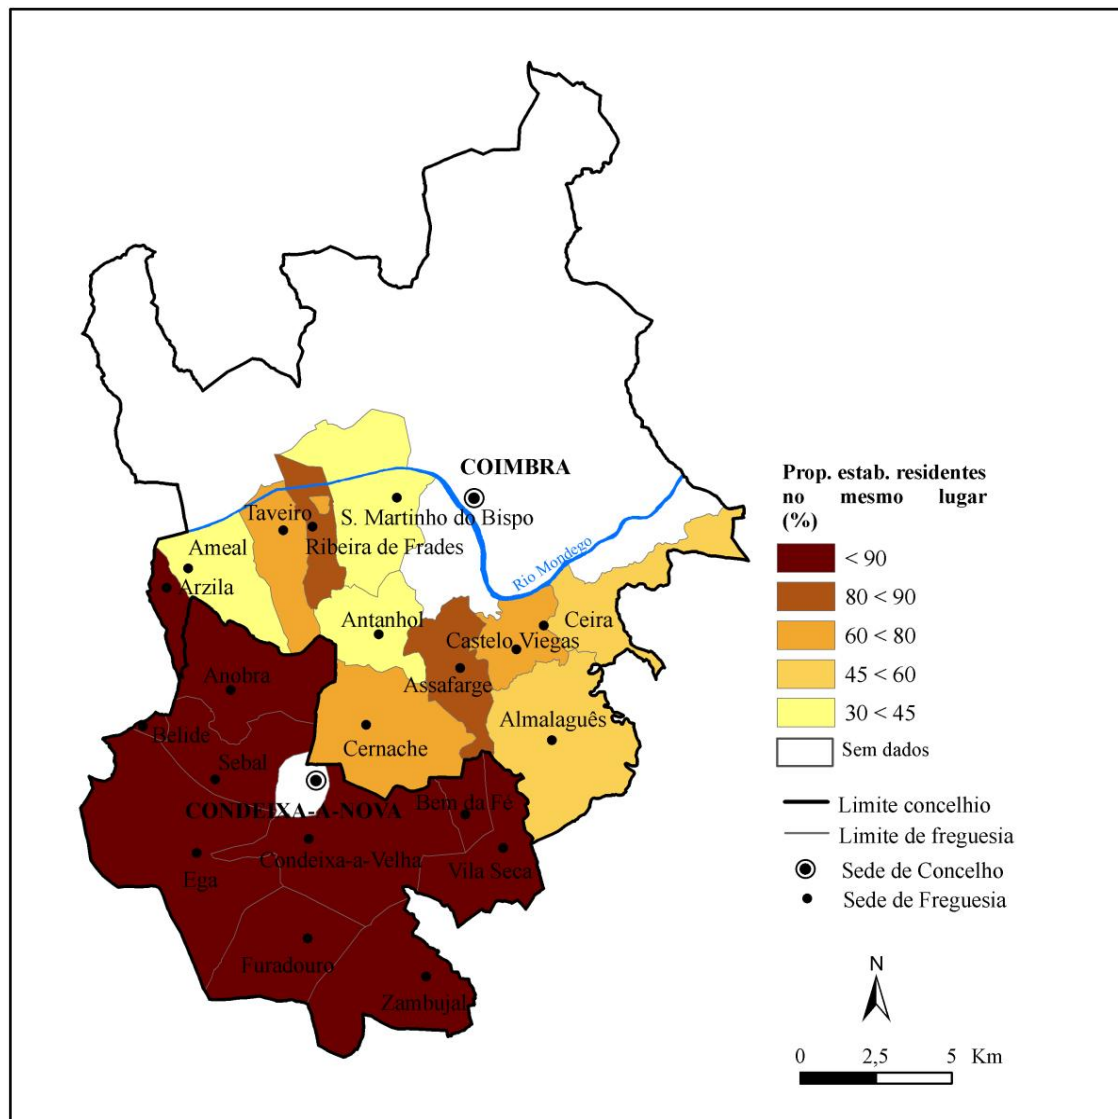 COIMBRA
Taveiro
S. Martinho do Bispo
Ribeira de Frades
Ameal
Arzila
Rio Mondego
Antanhol
Ceira
Castelo Viegas
Assafarge
Anobra
Almalaguês
Belide
Cernache
Sebal
CONDEIXA-A-NOVA
Bem da Fé
Condeixa-a-Velha
Vila Seca
Ega
Furadouro
Zambujal
Prop. estab. residentes
no mesmo lugar
(%)
< 90
80 < 90
60 < 80
45 < 60
30 < 45
Sem dados
Limite concelhio
Limite de freguesia
Sede de Concelho
Sede de Freguesia
N
0 2,5 5 Km